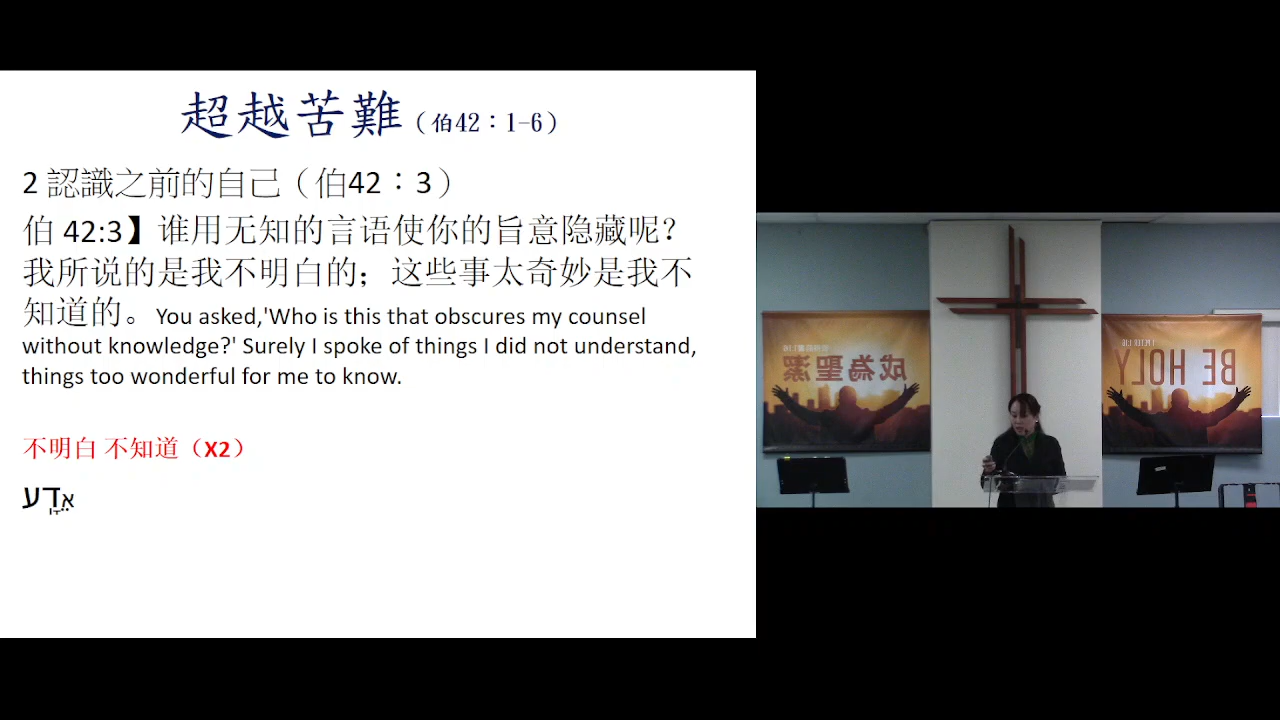 超越苦難（伯42：1-6）
2 認識之前的自己（伯42：3）
伯 42:3】谁用无知的言语使你的旨意隐藏呢？
我所说的是我不明白的；这些事太奇妙是我不
知道的。You asked,'Who is this that obscures my counsel
without knowledge?' Surely I spoke of things I did not understand,
things too wonderful for me to know.
不明白 不知道（X2）
אֵדָֽע
成為聖潔
I PETER 1:16
BE HOLY